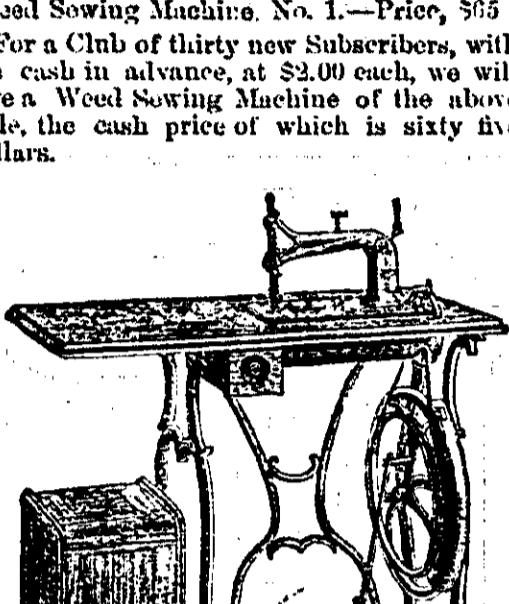 eed Sewing Machine, No. 1.—Price, $65
For a Club of thirty new Subscribers, with
cash in advance, at $2.00 each, we wil
e a Weed Sewing Machine of the above
le, the cash price of which is sixty five
llars.